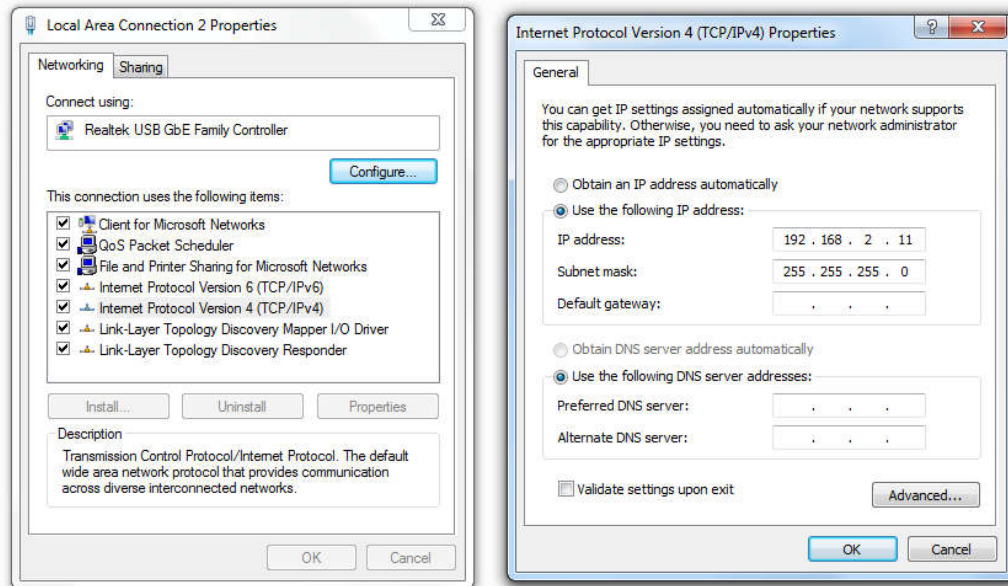 Local Area Connection 2 Properties
Networking
Sharing
Connect using:
Realtek USB GbE Family Controller
Configure...
This connection uses the following items:
Client for Microsoft Networks
QoS Packet Scheduler
File and Printer Sharing for Microsoft Networks
Internet Protocol Version 6 (TCP/IPv6)
Internet Protocol Version 4 (TCP/IPv4)
Link-Layer Topology Discovery Mapper I/O Driver
Link-Layer Topology Discovery Responder
Install...
Uninstall
Properties
Description
Transmission Control Protocol/Internet Protocol. The default
wide area network protocol that provides communication
across diverse interconnected networks.
OK
Cancel
Internet Protocol Version 4 (TCP/IPv4) Properties
General
You can get IP settings assigned automatically if your network supports
this capability. Otherwise, you need to ask your network administrator
for the appropriate IP settings.
Obtain an IP address automatically
Use the following IP address:
IP address: 192 . 168 . 2 . 11
Subnet mask: 255 . 255 . 255 . 0
Default gateway: . . .
Obtain DNS server address automatically
Use the following DNS server addresses:
Preferred DNS server: . . .
Alternate DNS server: . . .
Validate settings upon exit
Advanced...
OK
Cancel